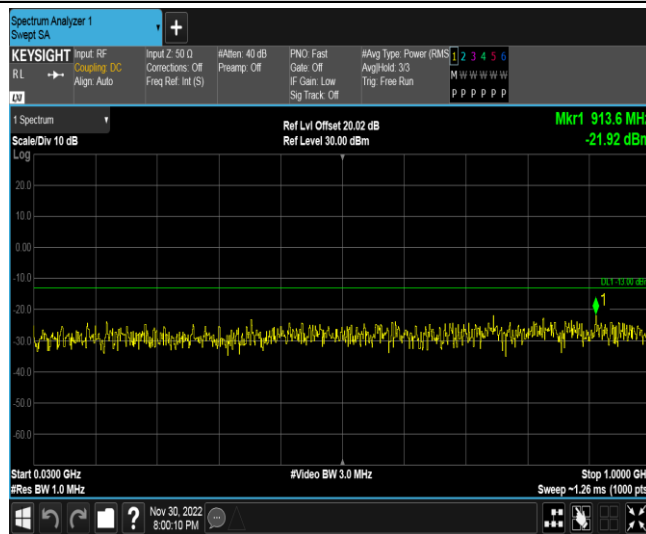 Spectrum Analyzer 1
Swept SA
+
KEYSIGHT
RL
LXI
Input: RF
Coupling: DC
Align: Auto
Input Z: 50 Ω
Corrections: Off
Freq Ref: Int (S)
#Atten: 40 dB
Preamp: Off
PNO: Fast
Gate: Off
IF Gain: Low
Sig Track: Off
#Avg Type: Power (RMS
Avg|Hold: 3/3
Trig: Free Run
1 2 3 4 5 6
M W W W W W
P P P P P P
1 Spectrum
Scale/Div 10 dB
Log
Ref Lvl Offset 20.02 dB
Ref Level 30.00 dBm
Mkr1 913.6 MHz
-21.92 dBm
20.0
10.0
0.00
-10.0
DL1 -13.00 dBm
1
-20.0
-30.0
-40.0
-50.0
-60.0
Start 0.0300 GHz
#Res BW 1.0 MHz
#Video BW 3.0 MHz
Stop 1.0000 GHz
Sweep ~1.26 ms (1000 pts)
?
Nov 30, 2022
8:00:10 PM